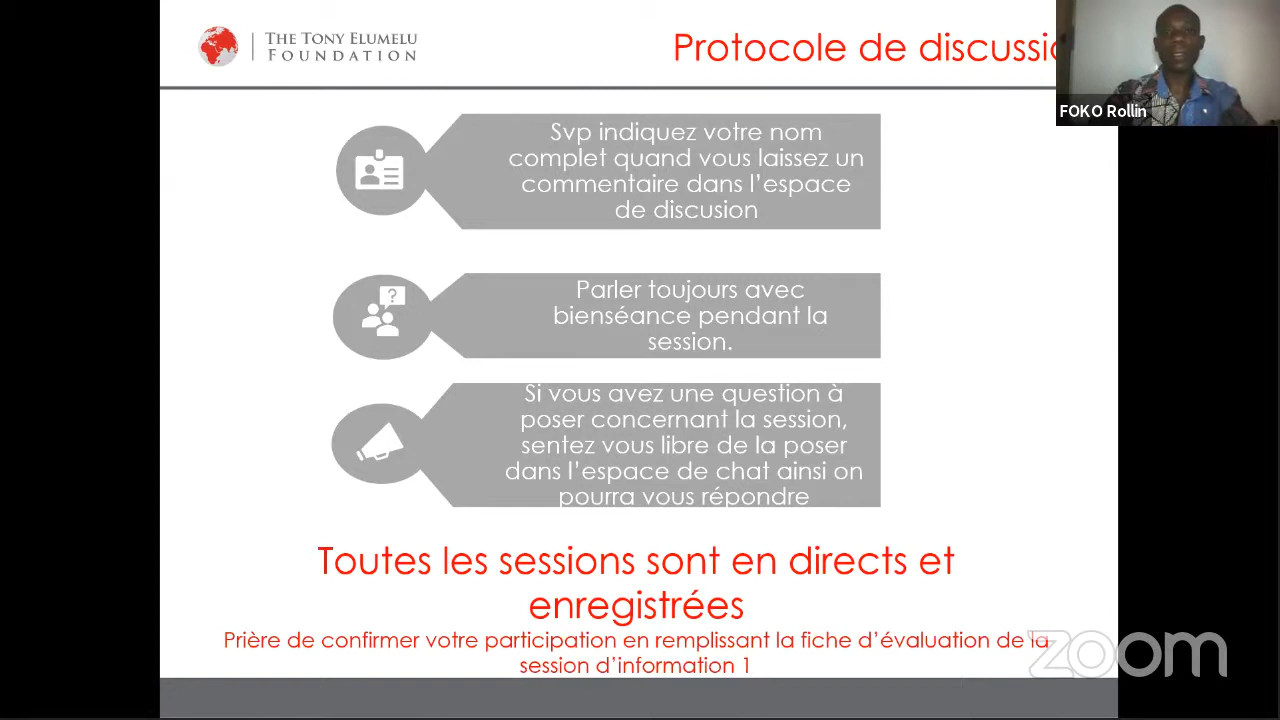 THE TONY ELUMELU
FOUNDATION
Protocole de discussio
FOKO Rollin
Svp indiquez votre nom
complet quand vous laissez un
commentaire dans l’espace
de discusion
?
Parler toujours avec
bienséance pendant la
session.
Si vous avez une question à
poser concernant la session,
sentez vous libre de la poser
dans l’espace de chat ainsi on
pourra vous répondre
Toutes les sessions sont en directs et
enregistrées
Prière de confirmer votre participation en remplissant la fiche d’évaluation de la
session d’information 1
zoom